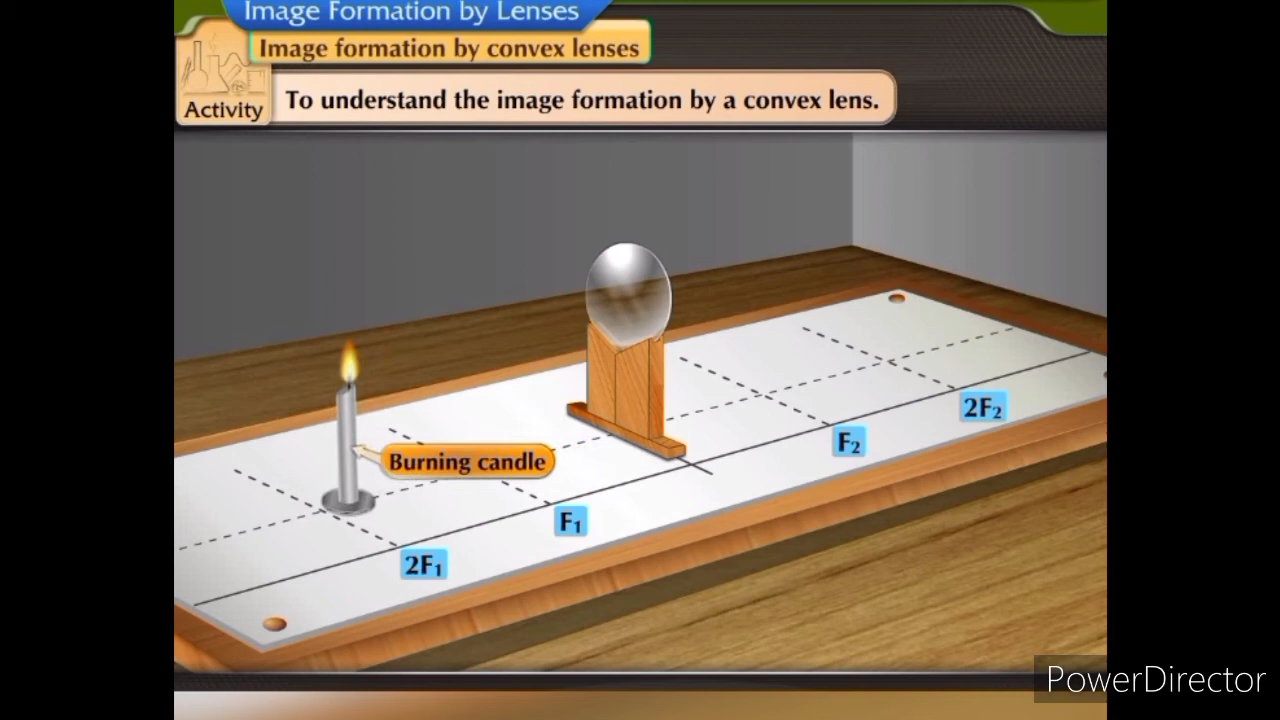 Image Formation by Lenses
Image formation by convex lenses
Activity
To understand the image formation by a convex lens.
Burning candle
2F₂
F₂
F₁
2F₁
PowerDirector